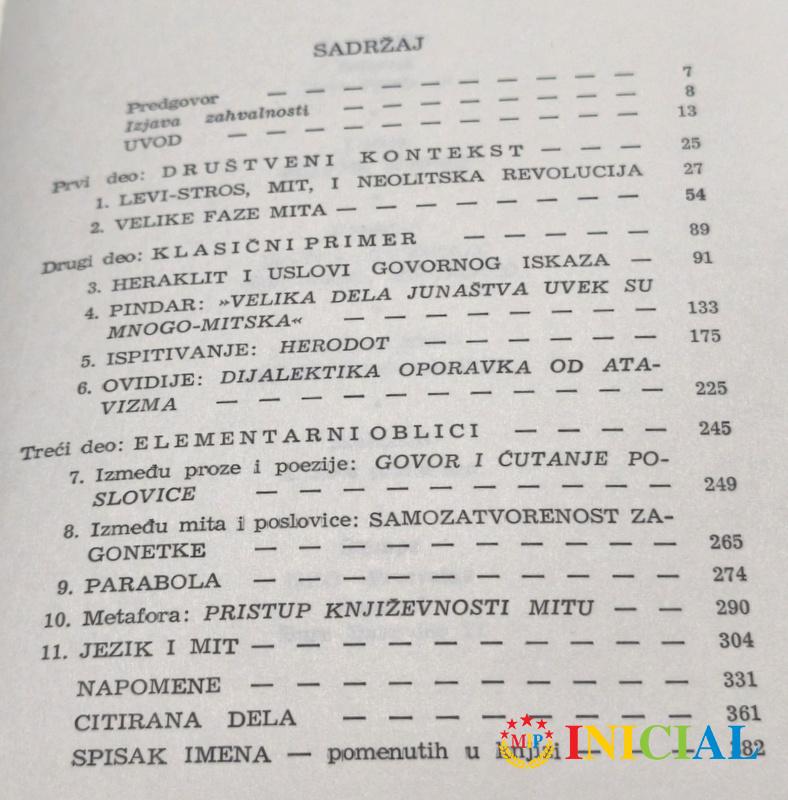 SADRŽAJ
Predgovor — — — — — — — — — 7
Izjava zahvalnosti — — — — — — — 8
UVOD — — — — — — — — — — 13
Prvi deo: DRUŠTVENI KONTEKST — — — 25
1. LEVI-STROS, MIT, I NEOLITSKA REVOLUCIJA 27
2. VELIKE FAZE MITA — — — — — — — — 54
Drugi deo: KLASIČNI PRIMER — — — — — 89
3. HERAKLIT I USLOVI GOVORNOG ISKAZA — 91
4. PINDAR: »VELIKA DELA JUNAŠTVA UVEK SU
MNOGO-MITSKA« — — — — — — — — 133
5. ISPITIVANJE: HERODOT — — — — — — 175
6. OVIDIJE: DIJALEKTIKA OPORAVKA OD ATA-
VIZMA — — — — — — — — — — — 225
Treći deo: ELEMENTARNI OBLICI — — — — 245
7. Između proze i poezije: GOVOR I ĆUTANJE PO-
SLOVICE — — — — — — — — — — 249
8. Između mita i poslovice: SAMOZATVORENOST ZA-
GONETKE — — — — — — — — — — 265
9. PARABOLA — — — — — — — — — — 274
10. Metafora: PRISTUP KNJIŽEVNOSTI MITU — — 290
11. JEZIK I MIT — — — — — — — — — — 304
NAPOMENE — — — — — — — — — — 331
CITIRANA DELA — — — — — — — — 361
SPISAK IMENA — pomenutih u knjizi — — — 382
MAP INICIAL